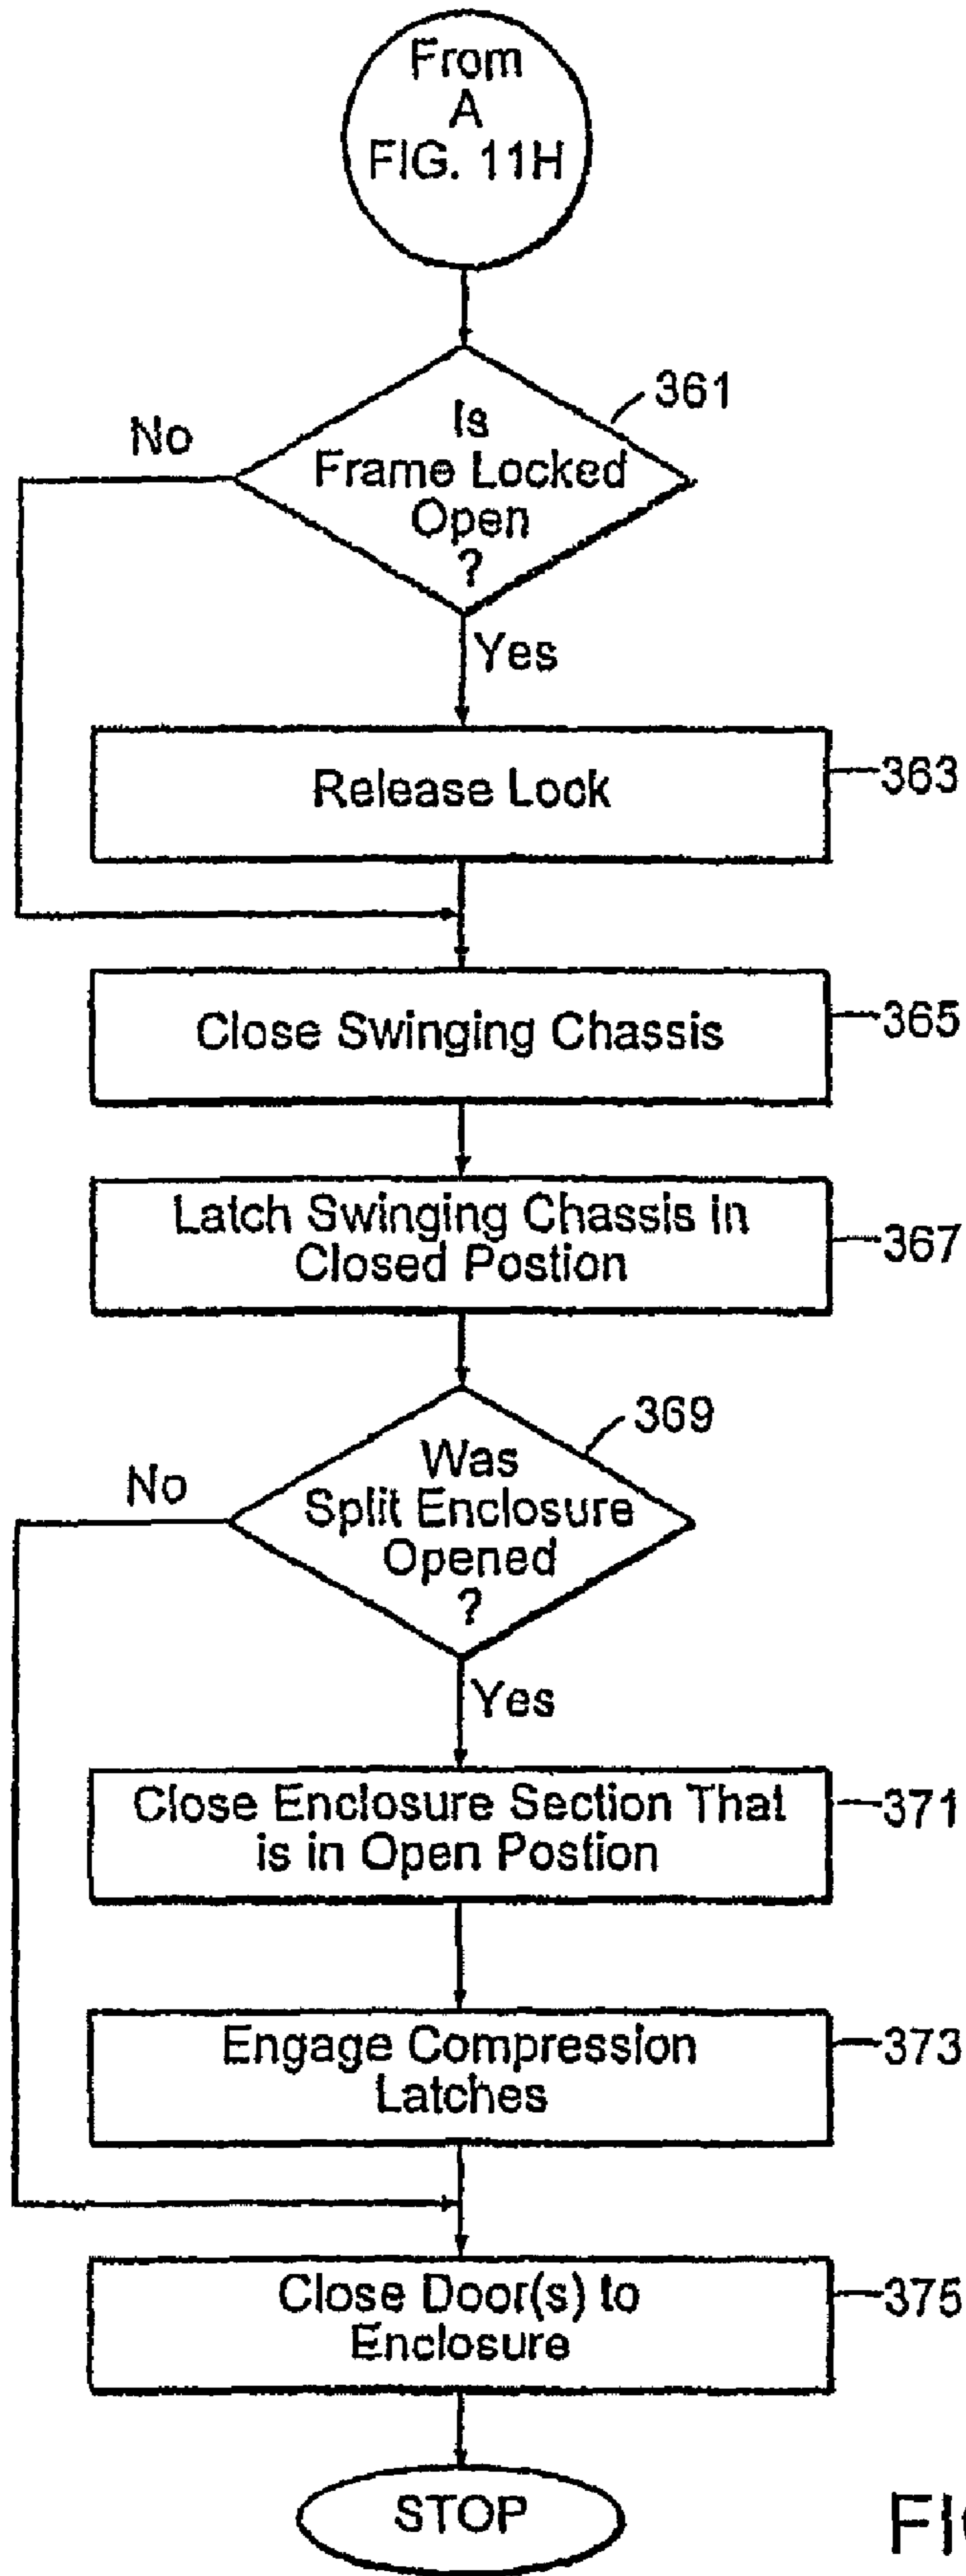 From
A
FIG. 11H
361
Is
Frame Locked
Open
?
No
Yes
Release Lock
363
Close Swinging Chassis
365
Latch Swinging Chassis in
Closed Postion
367
369
Was
Split Enclosure
Opened
?
No
Yes
Close Enclosure Section That
is in Open Postion
371
Engage Compression
Latches
373
Close Door(s) to
Enclosure
375
STOP